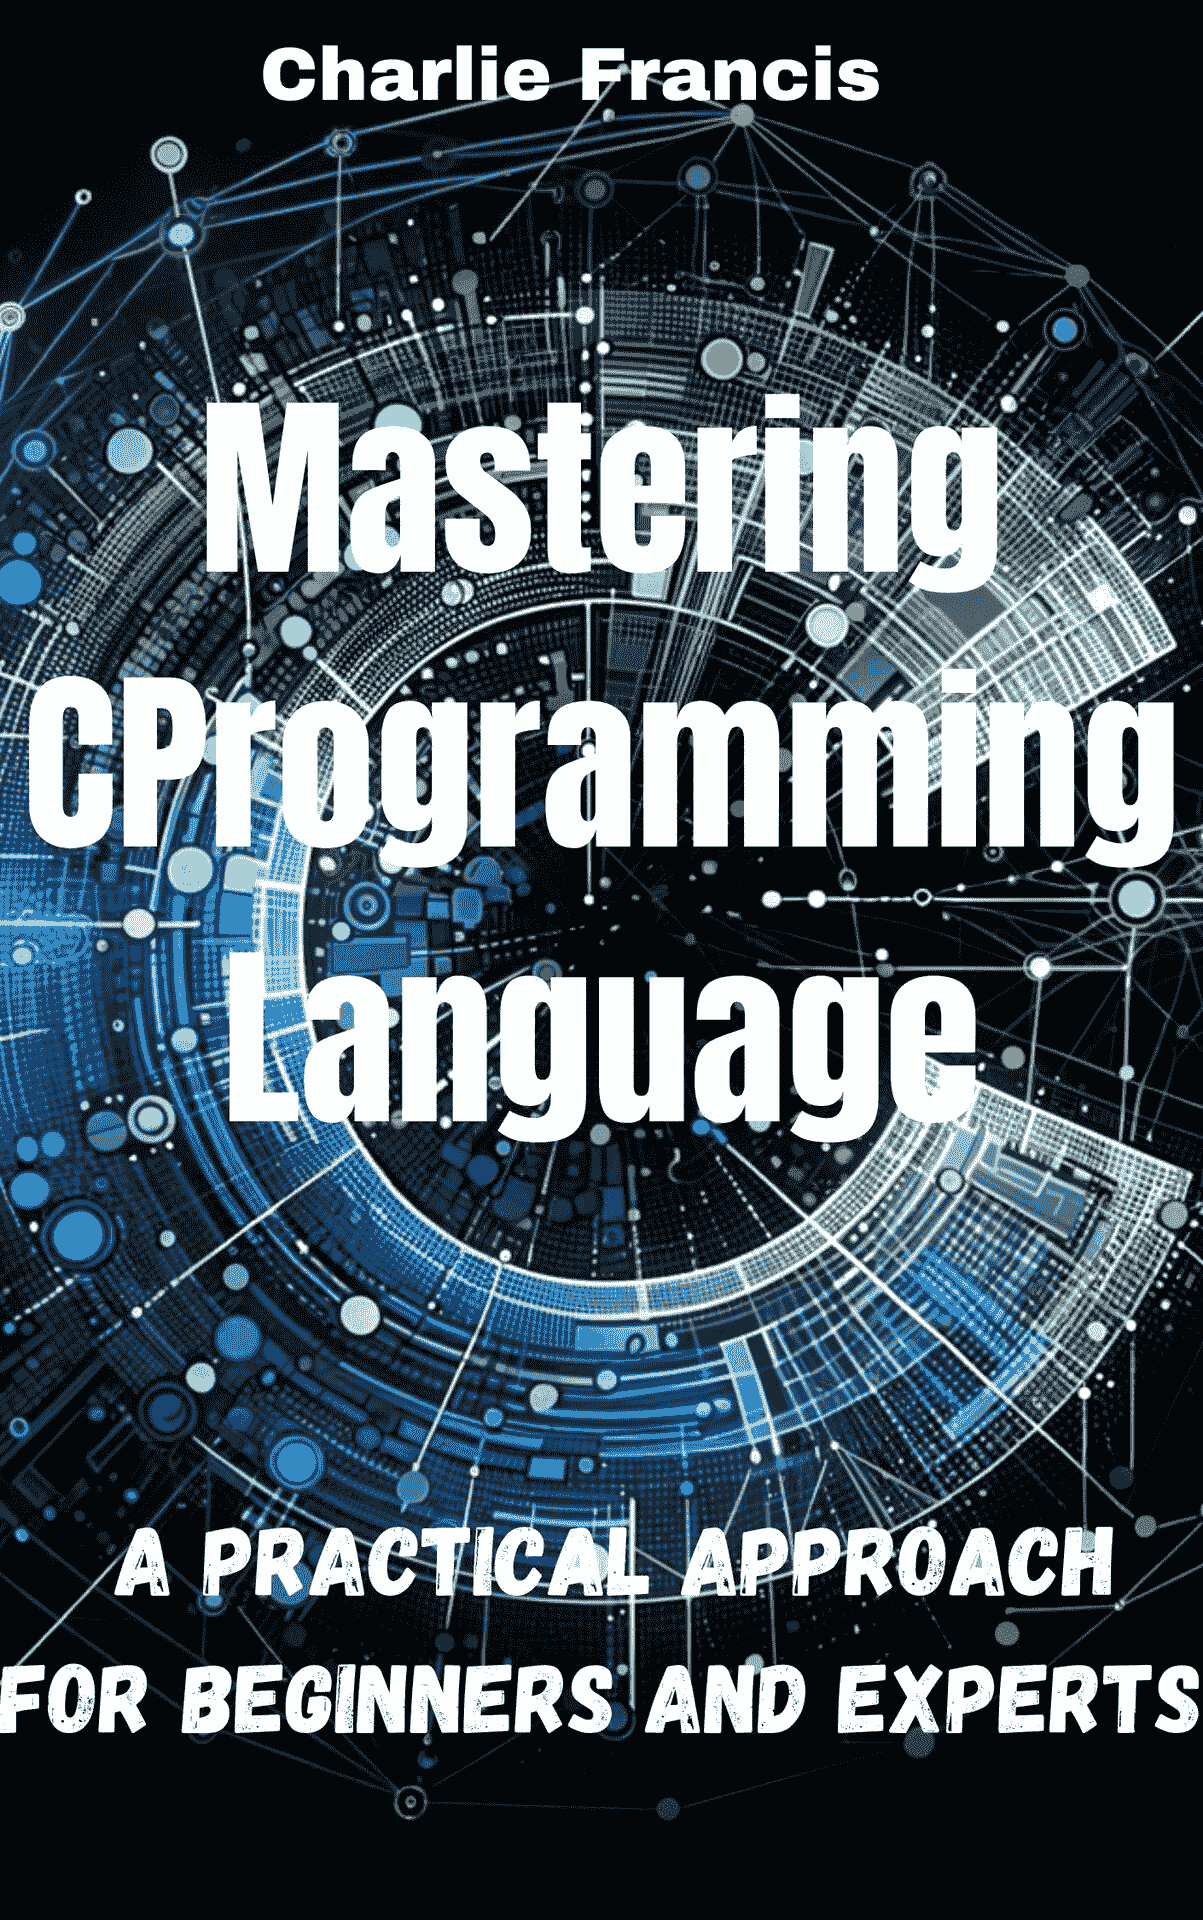 Charlie Francis
Mastering
CProgramming
Language
A PRACTICAL APPROACH
FOR BEGINNERS AND EXPERTS